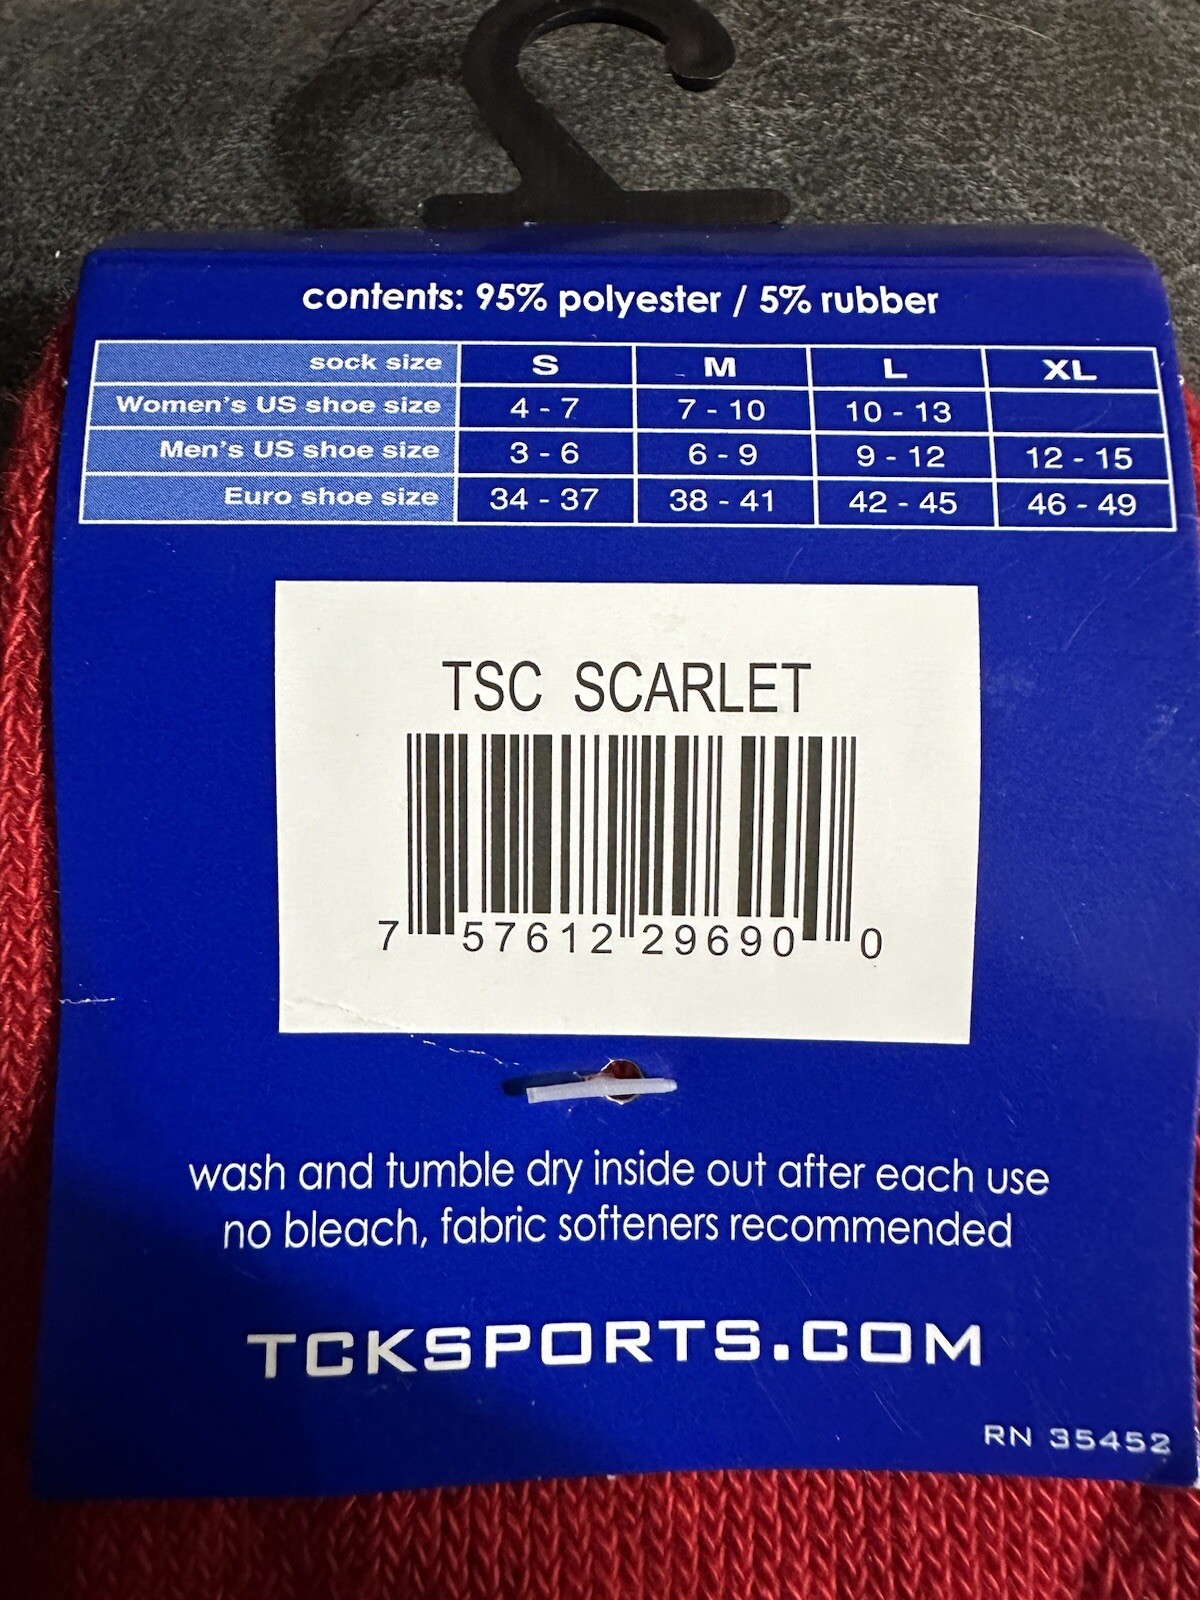 contents: 95% polyester / 5% rubber
sock size S M L XL
Women's US shoe size 4 - 7 7 - 10 10 - 13
Men's US shoe size 3 - 6 6 - 9 9 - 12 12 - 15
Euro shoe size 34 - 37 38 - 41 42 - 45 46 - 49
TSC SCARLET
7 57612 29690 0
wash and tumble dry inside out after each use
no bleach, fabric softeners recommended
TCKSPORTS.COM
RN 35452